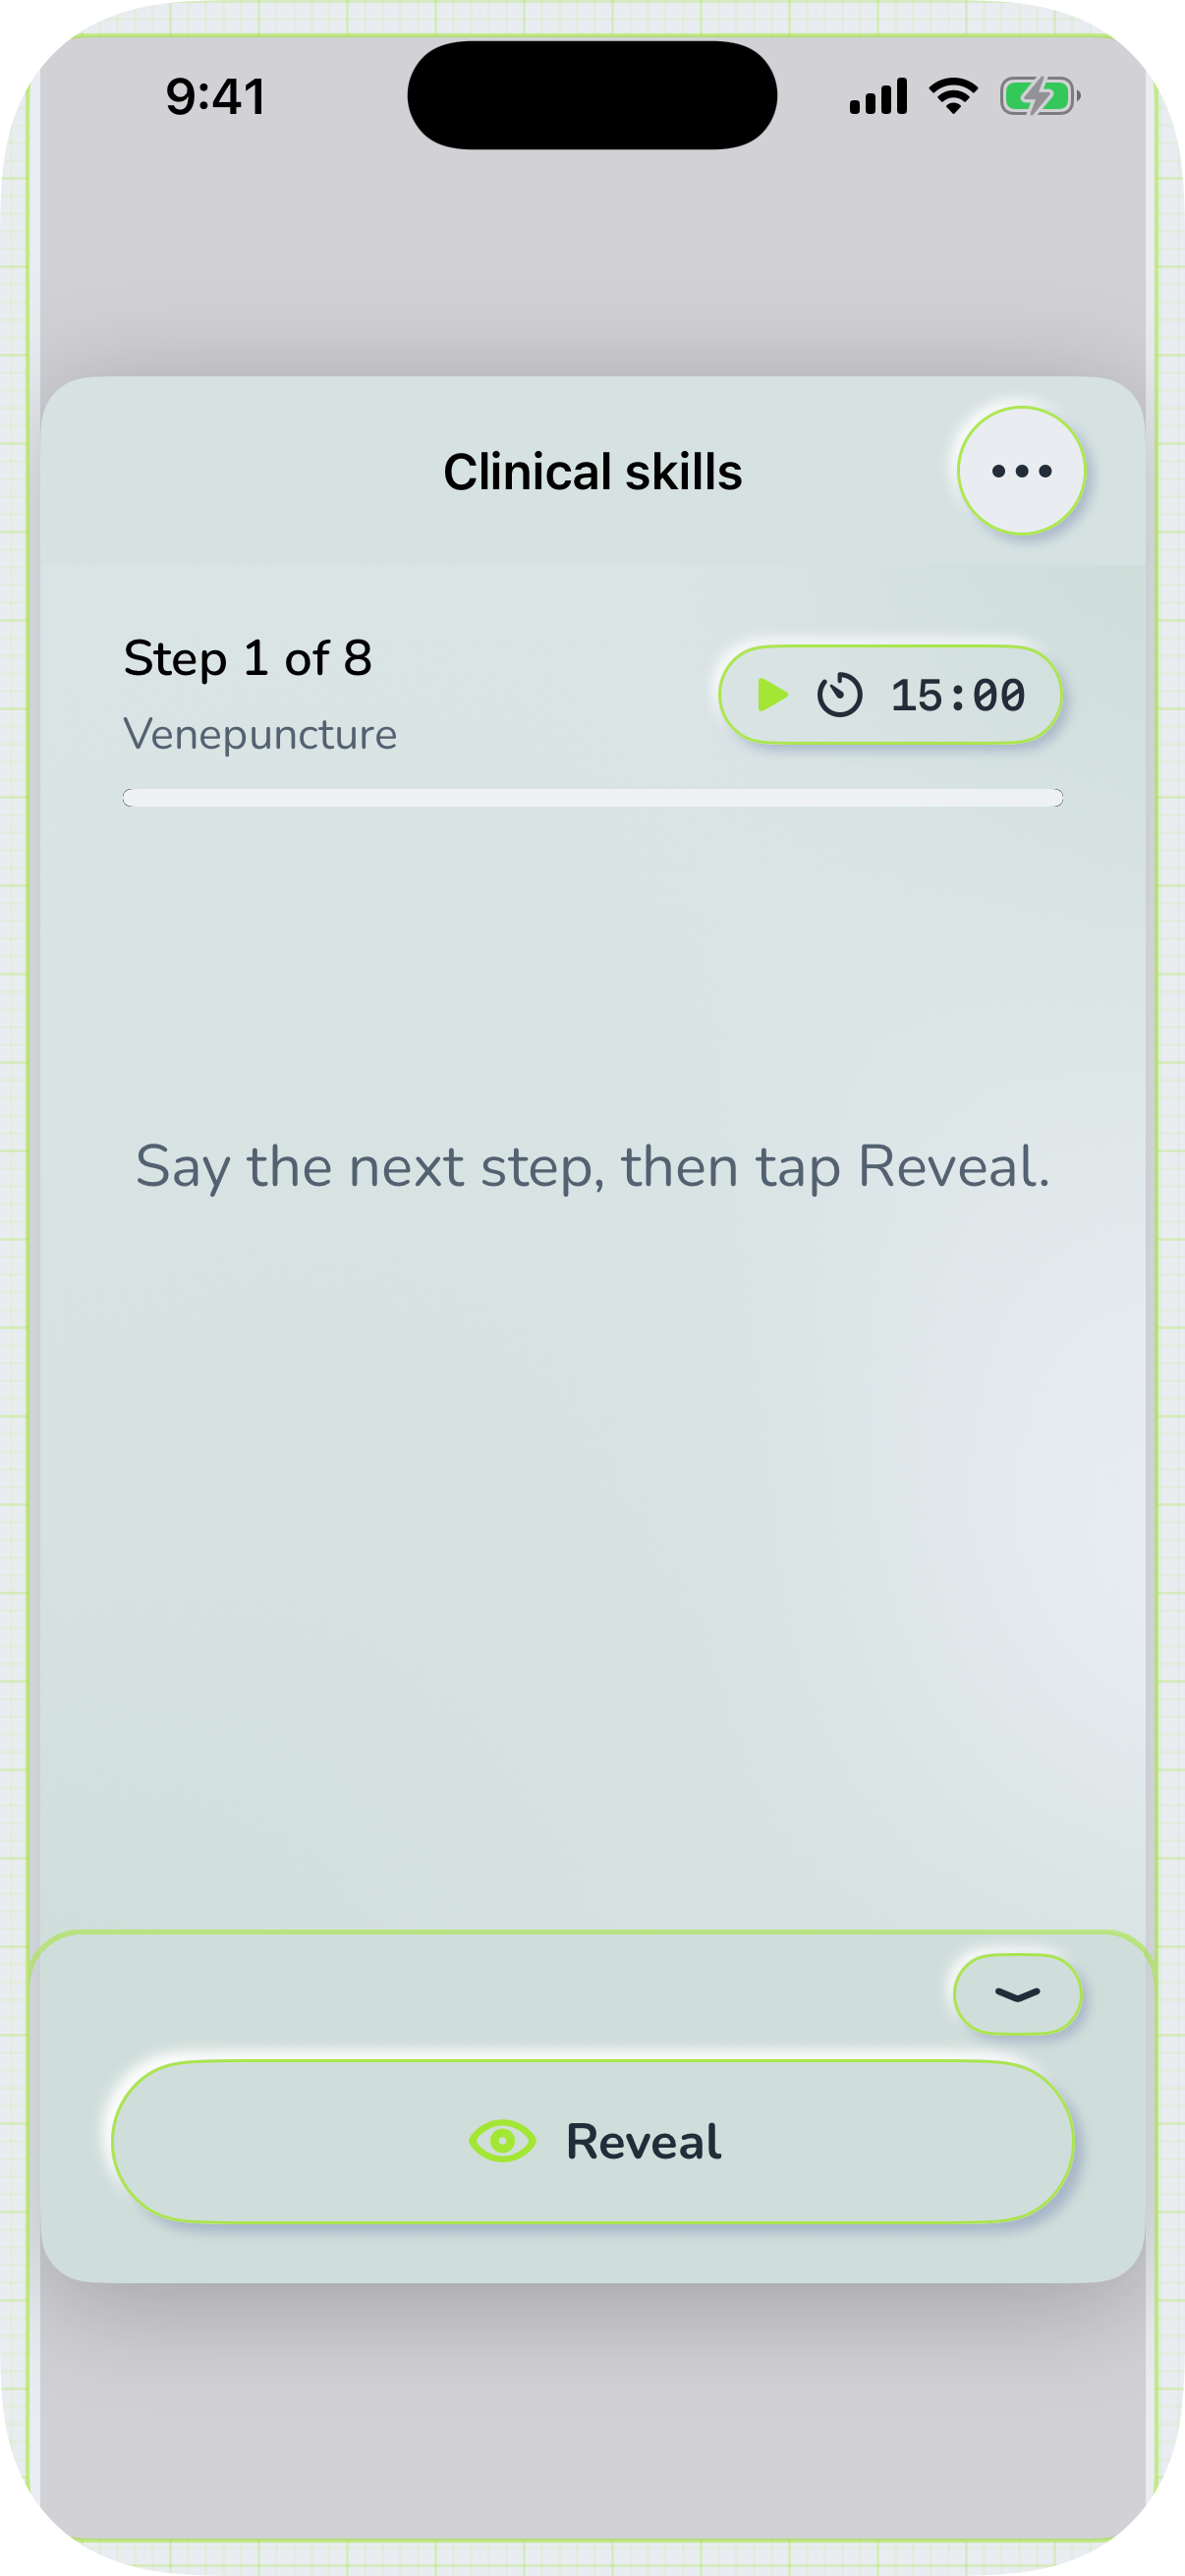 9:41
Clinical skills
Step 1 of 8
15:00
Venepuncture
Say the next step, then tap Reveal.
Reveal